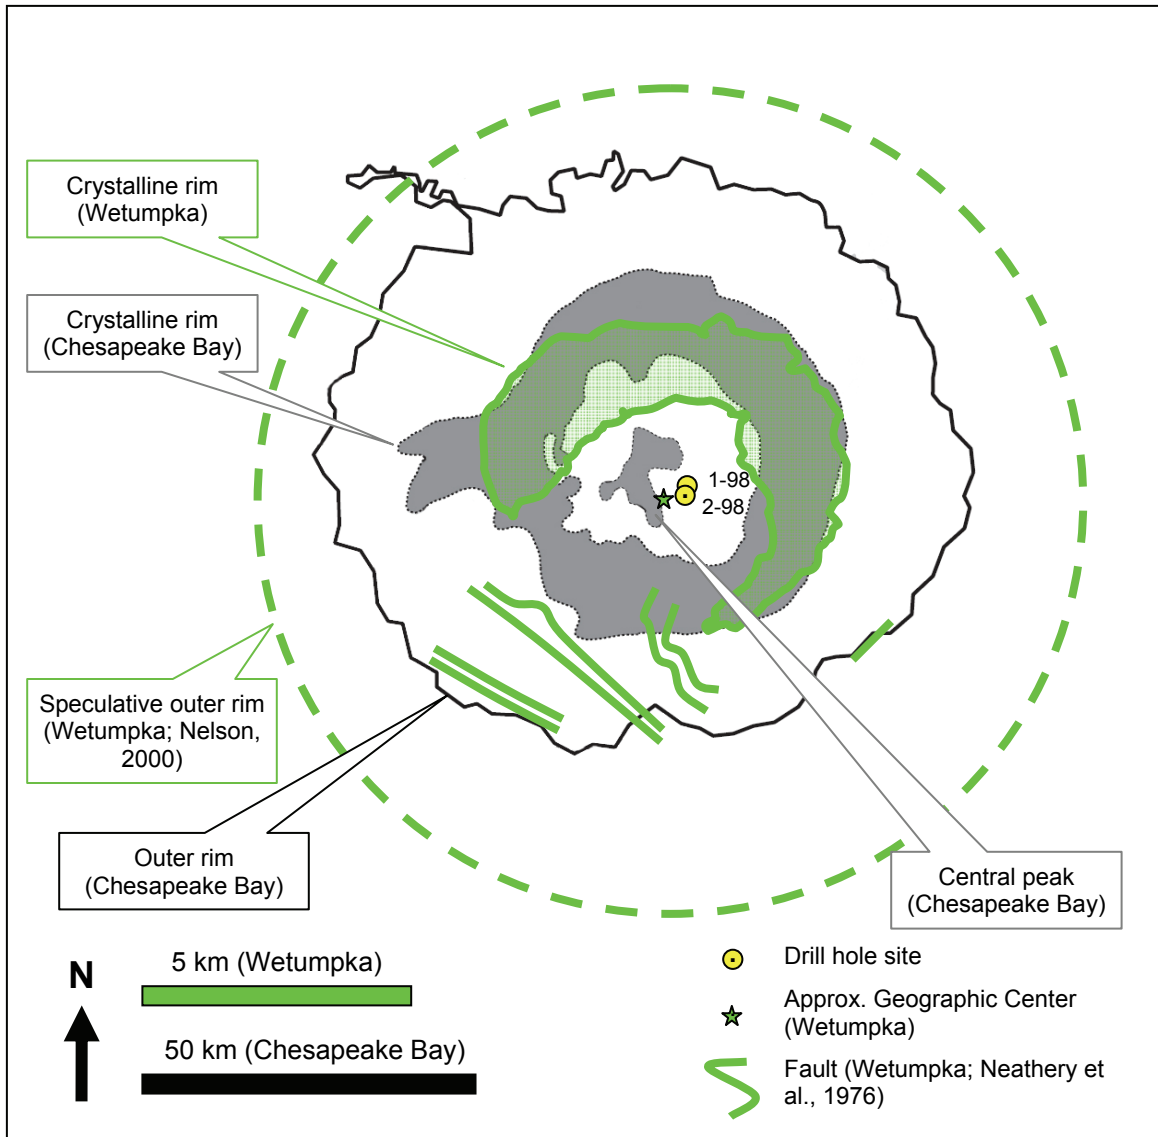 Crystalline rim
(Wetumpka)
Crystalline rim
(Chesapeake Bay)
1-98
2-98
Speculative outer rim
(Wetumpka; Nelson,
2000)
Outer rim
(Chesapeake Bay)
Central peak
(Chesapeake Bay)
N
5 km (Wetumpka)
50 km (Chesapeake Bay)
Drill hole site
Approx. Geographic Center
(Wetumpka)
Fault (Wetumpka; Neathery et
al., 1976)